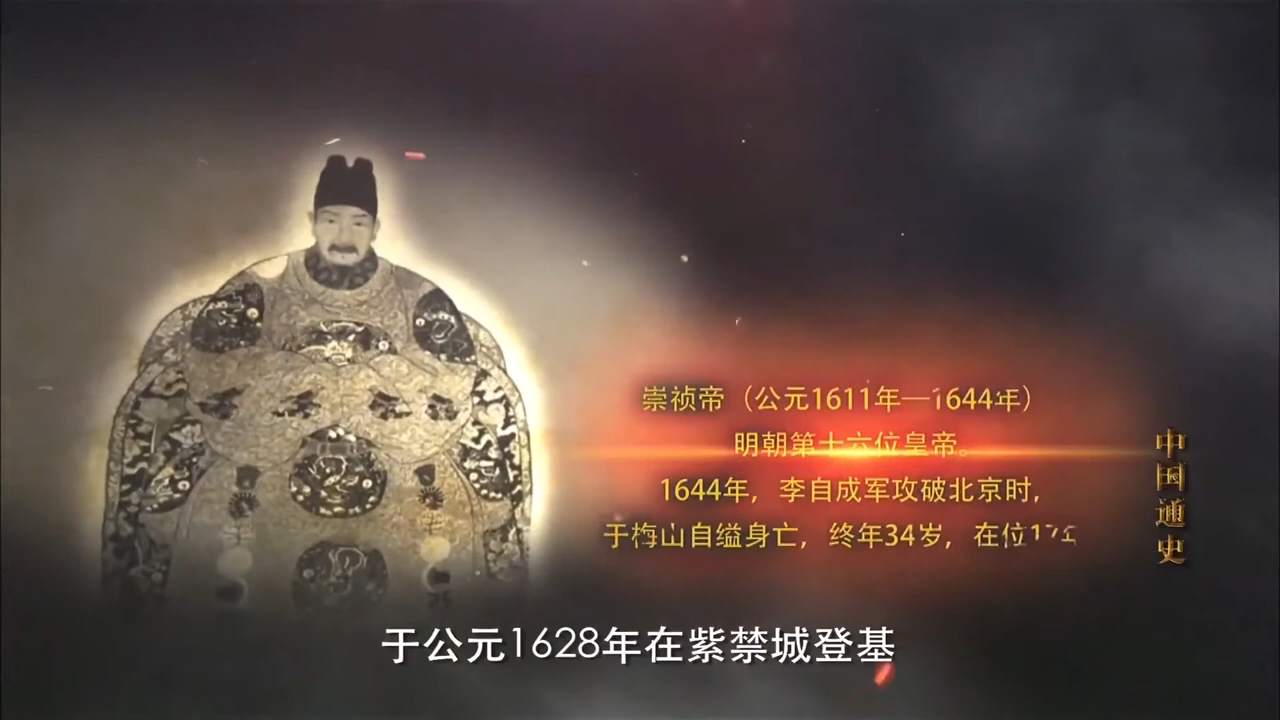 崇祯帝（公元1611年—1644年）
明朝第十六位皇帝。
1644年，李自成军攻破北京时，
于梅山自缢身亡，终年34岁，在位17年
中国通史
于公元1628年在紫禁城登基